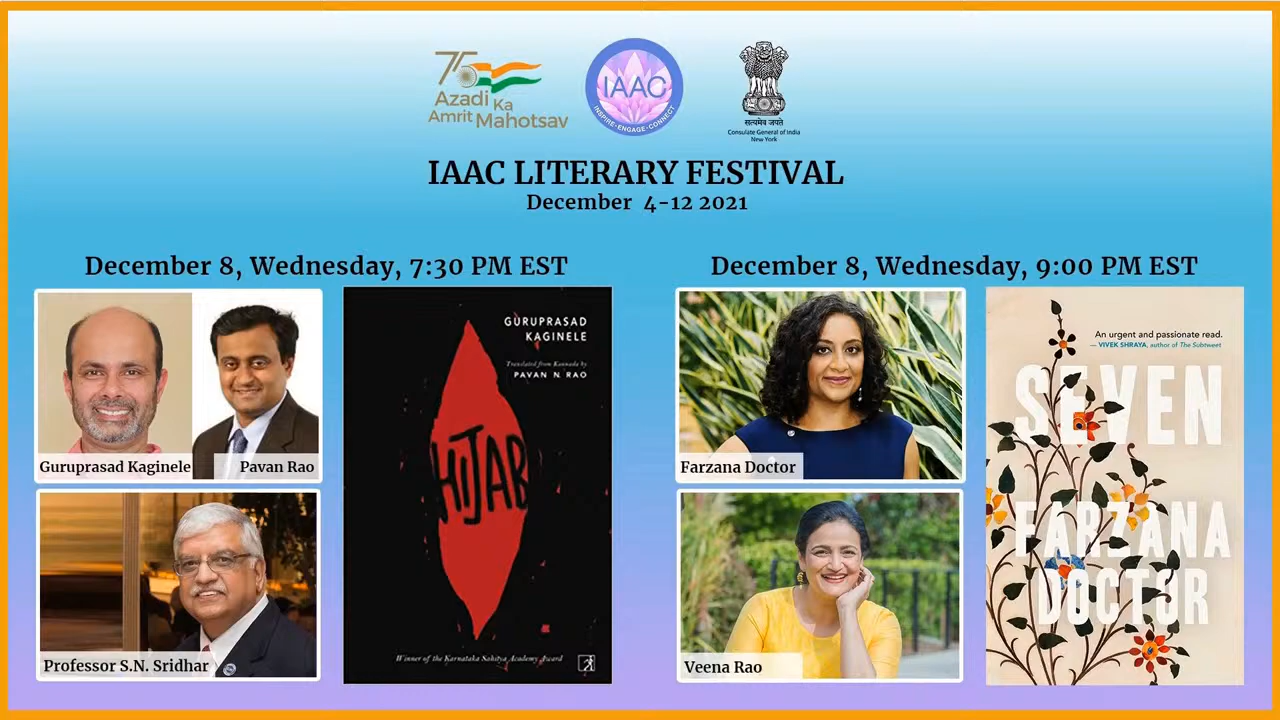 75
Azadi Ka
Amrit Mahotsav
IAAC
INSPIRE•ENGAGE•CONNECT
सत्यमेव जयते
Consulate General of India
New York
IAAC LITERARY FESTIVAL
December 4-12 2021
December 8, Wednesday, 7:30 PM EST
Guruprasad Kaginele
Pavan Rao
Professor S.N. Sridhar
GURUPRASAD
KAGINELE
Translated from Kannada by
PAVAN N. RAO
HIJAB
Winner of the Karnataka Sahitya Academy Award
December 8, Wednesday, 9:00 PM EST
Farzana Doctor
Veena Rao
An urgent and passionate read.
— VIVEK SHRAYA, author of The Subtweet
SEVEN
FARZANA
DOCTOR